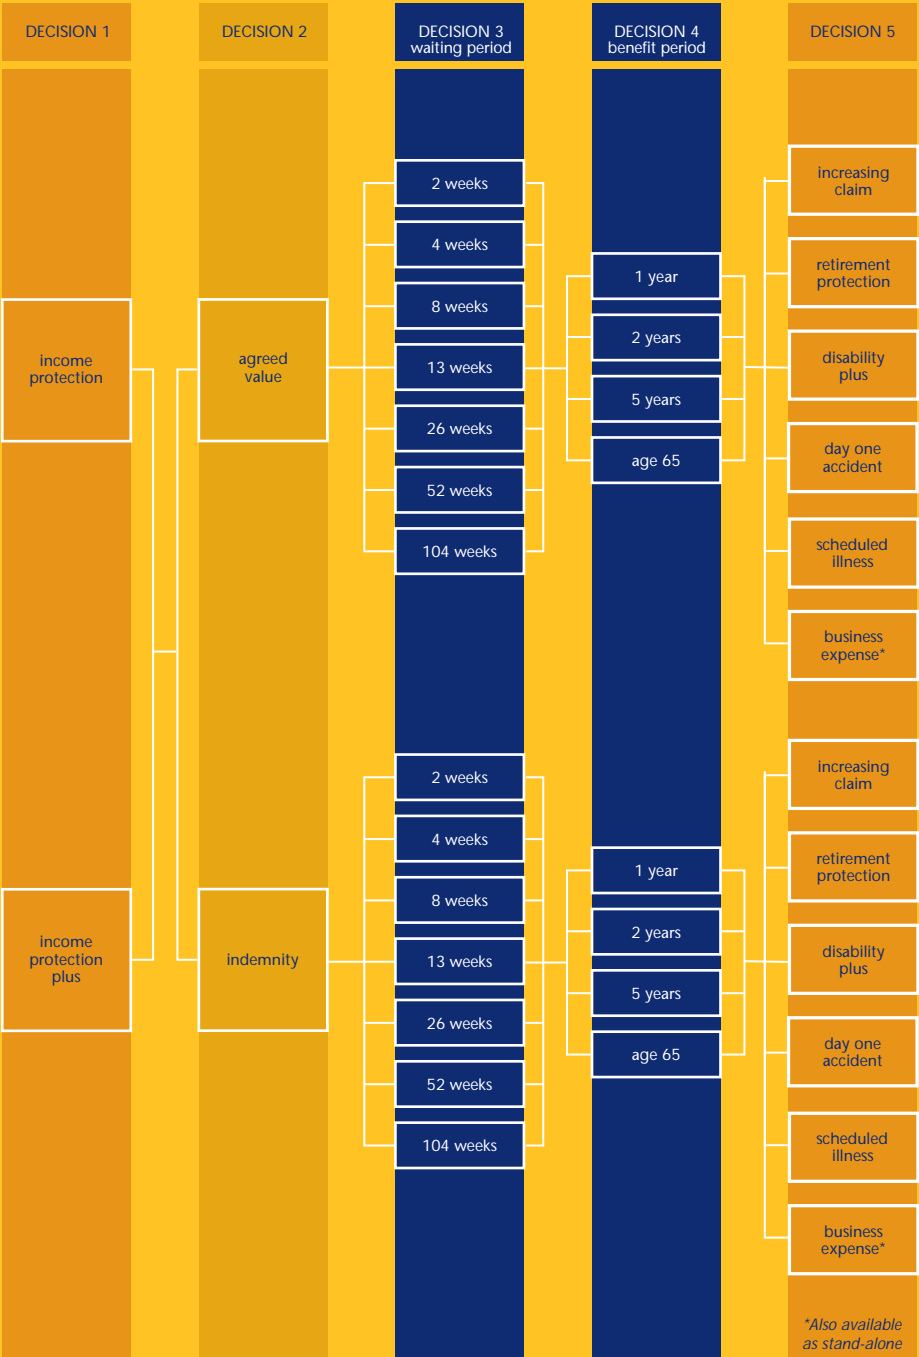 DECISION 1
DECISION 2
DECISION 3
waiting period
DECISION 4
benefit period
DECISION 5
income
protection
income
protection
plus
agreed
value
indemnity
2 weeks
4 weeks
8 weeks
13 weeks
26 weeks
52 weeks
104 weeks
2 weeks
4 weeks
8 weeks
13 weeks
26 weeks
52 weeks
104 weeks
1 year
2 years
5 years
age 65
1 year
2 years
5 years
age 65
increasing
claim
retirement
protection
disability
plus
day one
accident
scheduled
illness
business
expense*
increasing
claim
retirement
protection
disability
plus
day one
accident
scheduled
illness
business
expense*
*Also available
as stand-alone